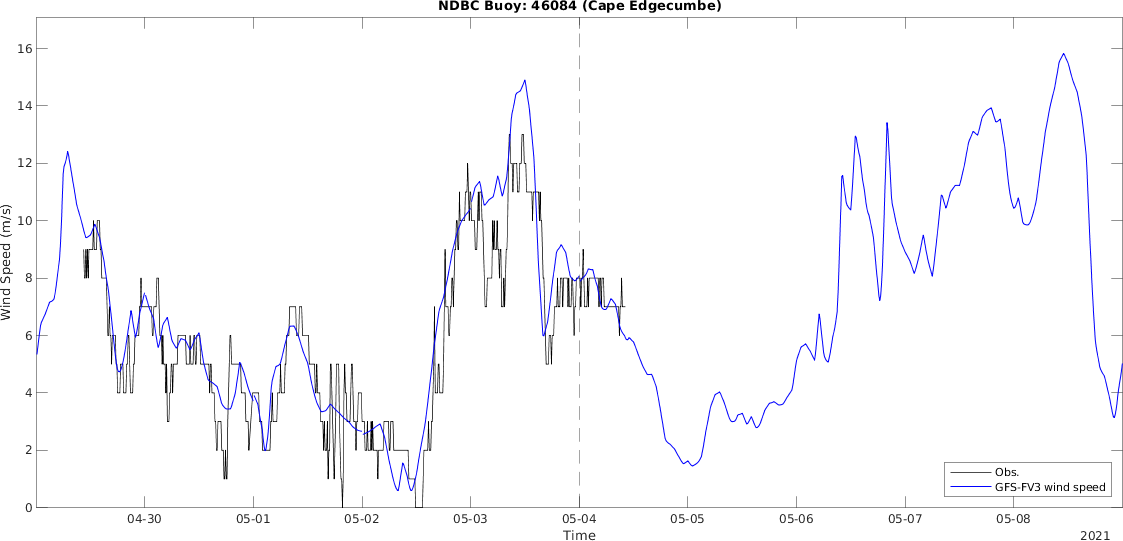 NDBC Buoy: 46084 (Cape Edgecumbe)
Wind Speed (m/s)
16
14
12
10
8
6
4
2
0
04-30 05-01 05-02 05-03 05-04 05-05 05-06 05-07 05-08
Time
2021
Obs.
GFS-FV3 wind speed